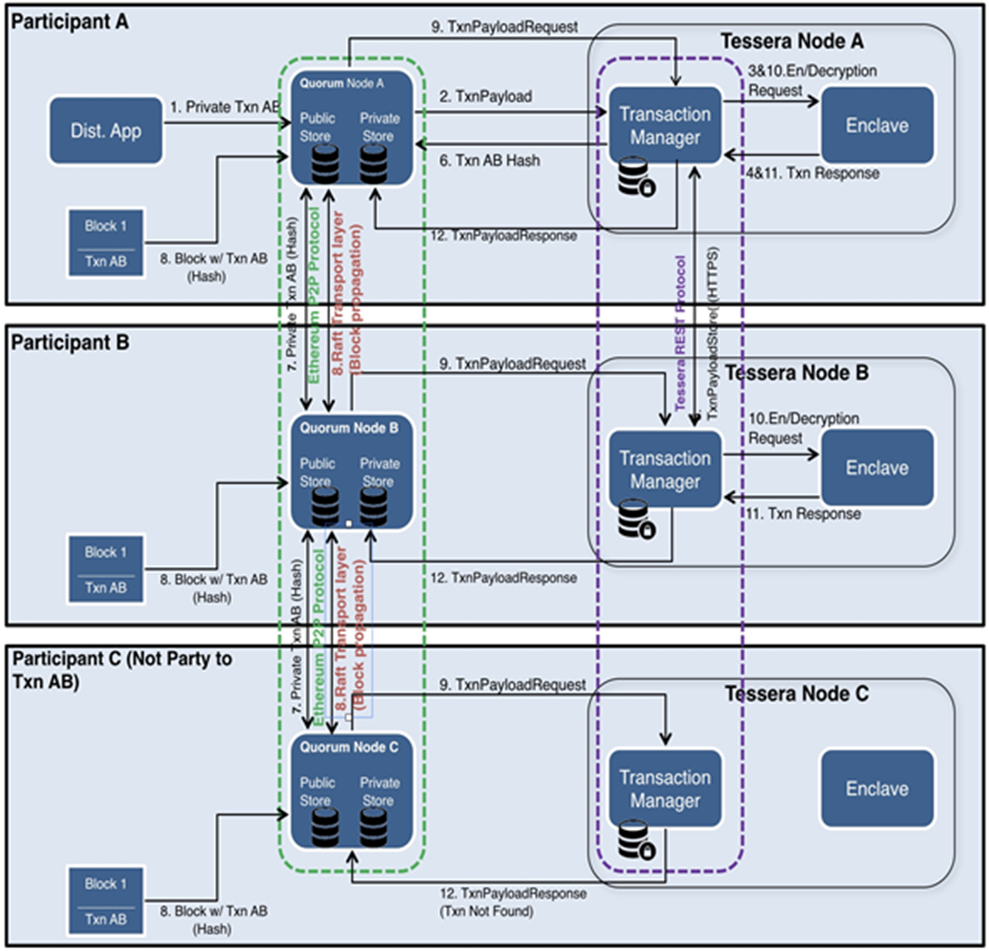 Participant A
9. TxnPayloadRequest
Tessera Node A
Dist. App
1. Private Txn AB
Quorum Node A
Public
Store
Private
Store
2. TxnPayload
6. Txn AB Hash
Transaction
Manager
3&10.En/Decryption
Request
Enclave
4&11. Txn Response
12. TxnPayloadResponse
Block 1
Txn AB
8. Block w/ Txn AB
(Hash)
7. Private Txn AB (Hash)
Ethereum P2P Protocol
8.Raft Transport layer
(Block propagation)
Tessera REST Protocol
TxnPayloadStore (HTTPS)
Participant B
9. TxnPayloadRequest
Tessera Node B
Quorum Node B
Public
Store
Private
Store
Transaction
Manager
10.En/Decryption
Request
Enclave
11. Txn Response
12. TxnPayloadResponse
Block 1
Txn AB
8. Block w/ Txn AB
(Hash)
7. Private Txn AB (Hash)
Ethereum P2P Protocol
8.Raft Transport layer
(Block propagation)
Participant C (Not Party to
Txn AB)
9. TxnPayloadRequest
Tessera Node C
Quorum Node C
Public
Store
Private
Store
Transaction
Manager
Enclave
12. TxnPayloadResponse
(Txn Not Found)
Block 1
Txn AB
8. Block w/ Txn AB
(Hash)